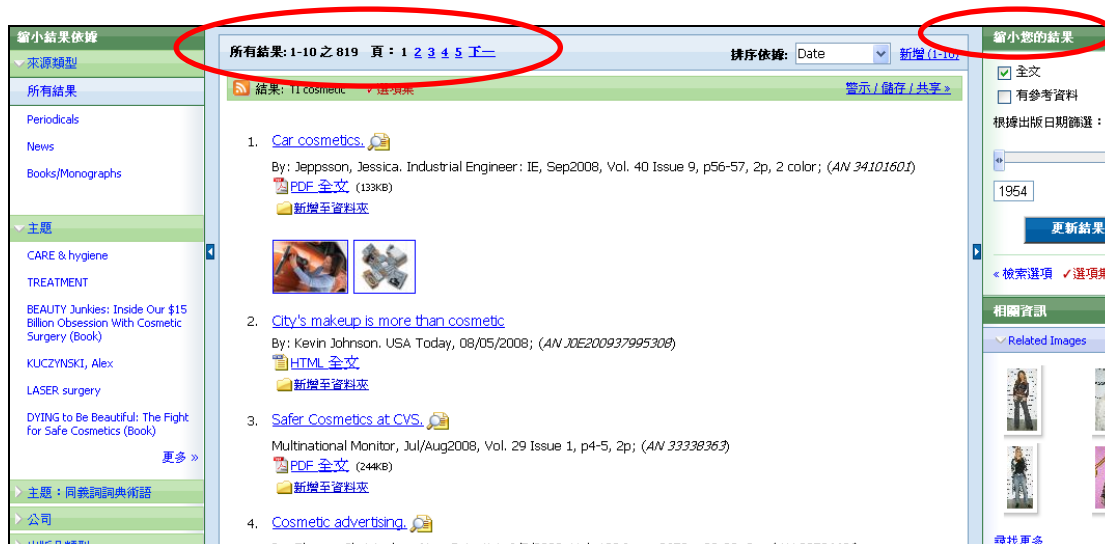 縮小結果依據
來源類型
所有結果
Periodicals
News
Books/Monographs
主題
CARE & hygiene
TREATMENT
BEAUTY Junkies: Inside Our $15
Billion Obsession With Cosmetic
Surgery (Book)
KUCZYNSKI, Alex
LASER surgery
DYING to Be Beautiful: The Fight
for Safe Cosmetics (Book)
更多 »
主題：同義詞詞典術語
公司
所有結果: 1-10 之 819 頁：1 2 3 4 5 下一
排序依據: Date 新增 (1-10)
結果: TI cosmetic ✓選項集
警示 / 儲存 / 共享 »
1. Car cosmetics.
By: Jeppsson, Jessica. Industrial Engineer: IE, Sep2008, Vol. 40 Issue 9, p56-57, 2p, 2 color; (AN 34101601)
PDF 全文 (133KB)
新增至資料夾
2. City's makeup is more than cosmetic
By: Kevin Johnson. USA Today, 08/05/2008; (AN J0E200937995308)
HTML 全文
新增至資料夾
3. Safer Cosmetics at CVS.
Multinational Monitor, Jul/Aug2008, Vol. 29 Issue 1, p4-5, 2p; (AN 33338363)
PDF 全文 (244KB)
新增至資料夾
4. Cosmetic advertising.
縮小您的結果
全文
有參考資料
根據出版日期篩選：
1954
更新結果
« 檢索選項 ✓選項集
相關資訊
Related Images
尋找更多